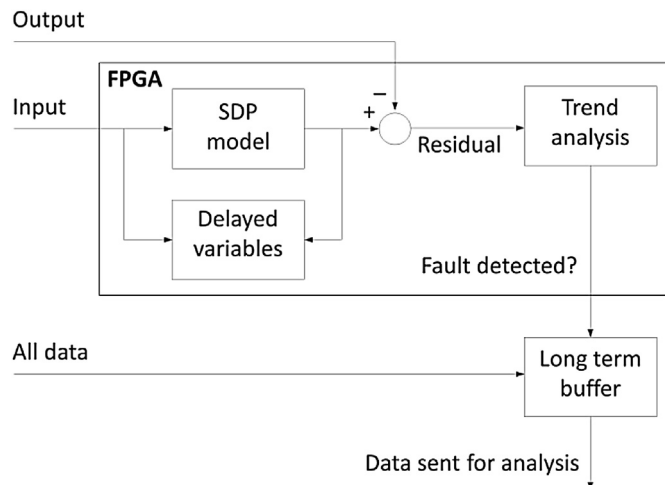 Output
FPGA
Input
SDP
model
−
+
Residual
Trend
analysis
Delayed
variables
Fault detected?
All data
Long term
buffer
Data sent for analysis